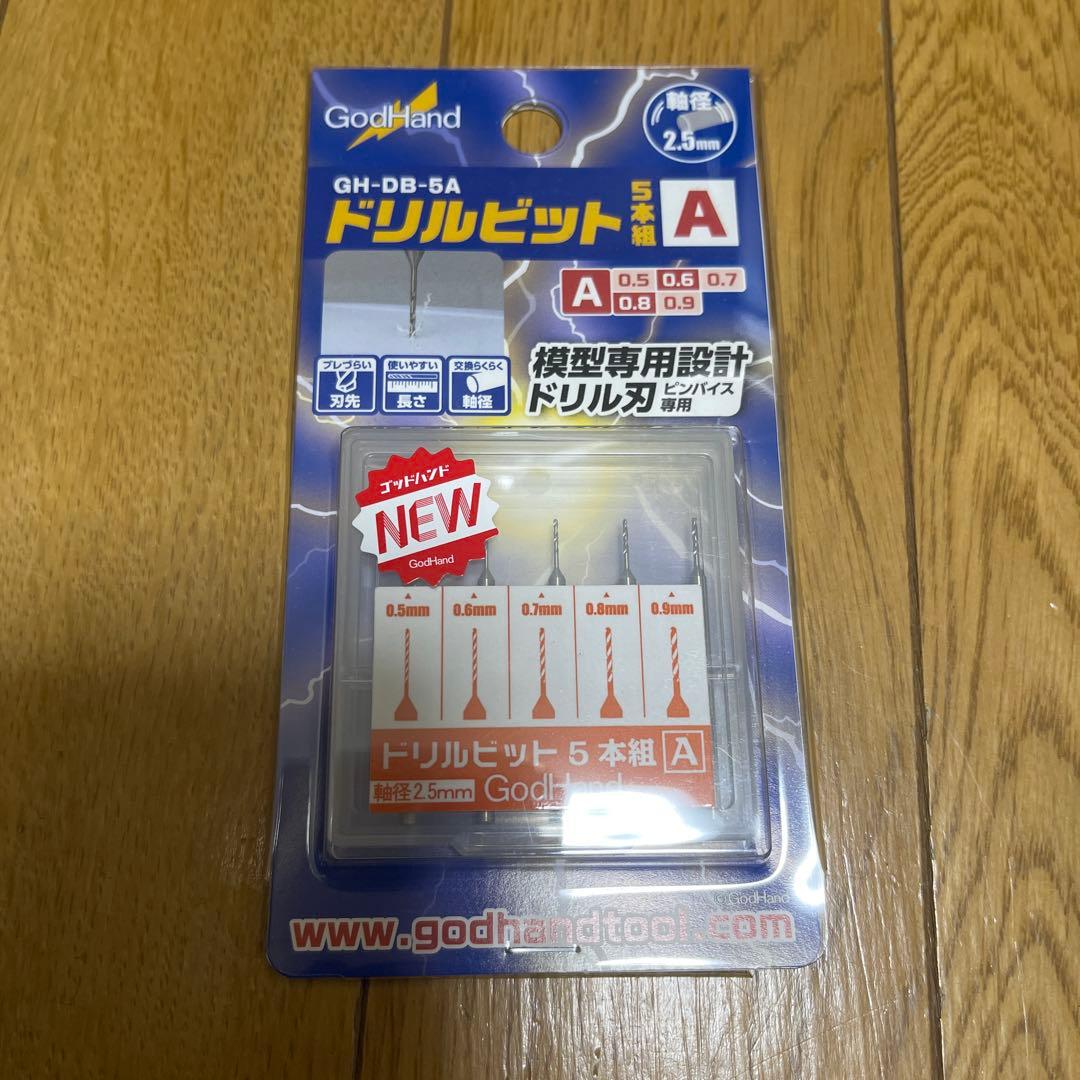 GodHand
軸径
2.5mm
GH-DB-5A
ドリルビット
5本組
A
A
0.5 0.6 0.7
0.8 0.9
ブレづらい
刃先
使いやすい
長さ
交換らくらく
軸径
模型専用設計
ドリル刃
ピンバイス
専用
ゴッドハンド
NEW
GodHand
0.5mm 0.6mm 0.7mm 0.8mm 0.9mm
ドリルビット 5 本組 A
軸径2.5mm GodHand
©GodHand
www.godhandtool.com